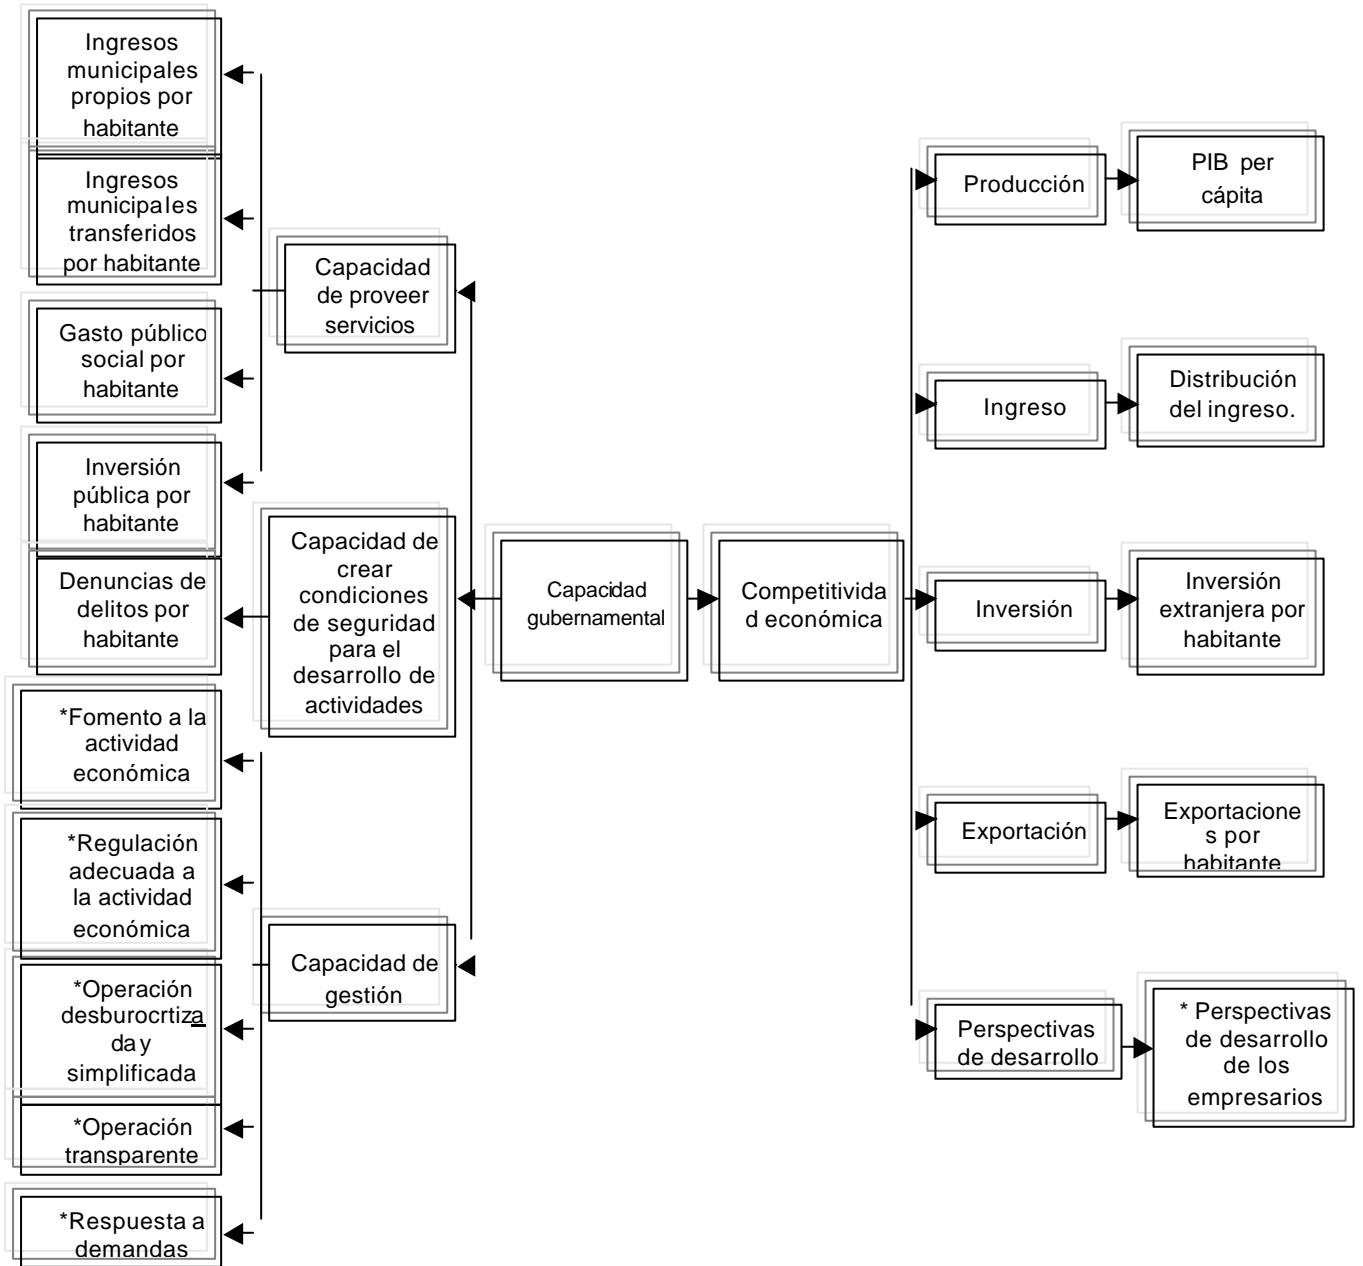 Ingresos
municipales
propios por
habitante
Ingresos
municipales
transferidos
por habitante
Gasto público
social por
habitante
Inversión
pública por
habitante
Denuncias de
delitos por
habitante
*Fomento a la
actividad
económica
*Regulación
adecuada a
la actividad
económica
*Operación
desburocrtiza
da y
simplificada
*Operación
transparente
*Respuesta a
demandas
Capacidad
de proveer
servicios
Capacidad de
crear
condiciones
de seguridad
para el
desarrollo de
actividades
Capacidad de
gestión
Capacidad
gubernamental
Competitivida
d económica
Producción
Ingreso
Inversión
Exportación
Perspectivas
de desarrollo
PIB per
cápita
Distribución
del ingreso.
Inversión
extranjera por
habitante
Exportacione
s por
habitante
* Perspectivas
de desarrollo
de los
empresarios